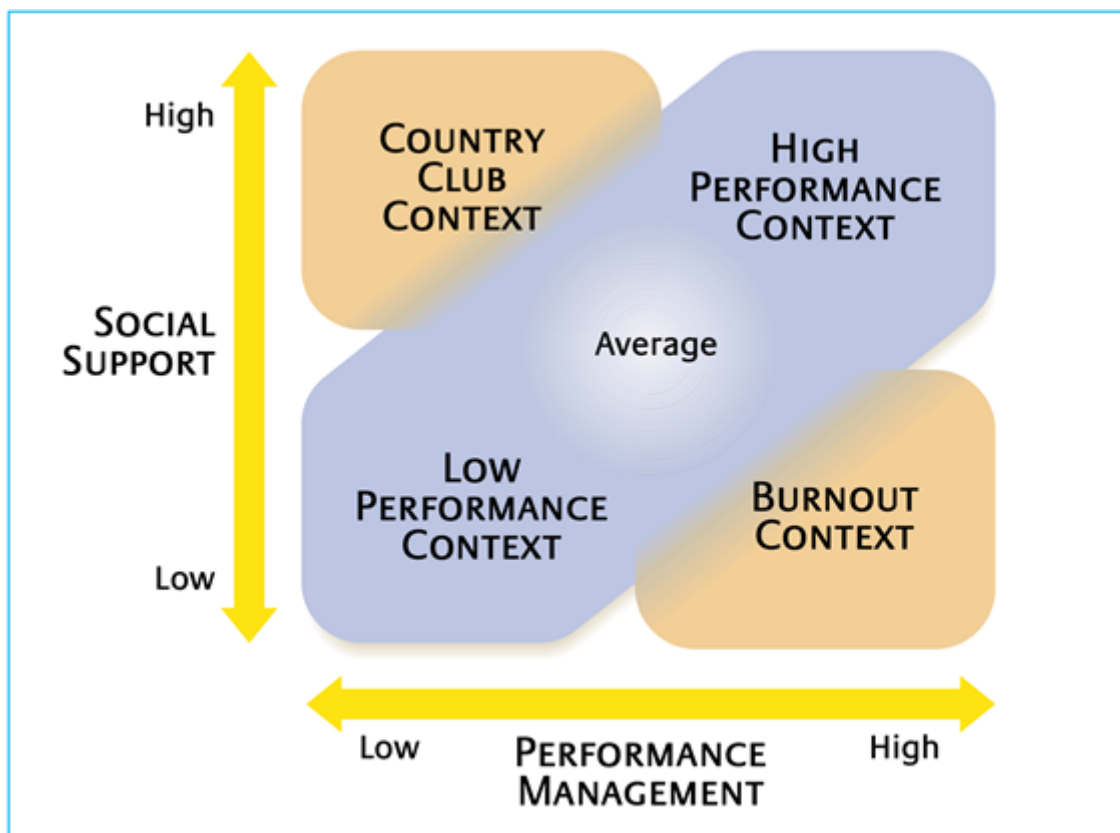 High
COUNTRY
CLUB
CONTEXT
HIGH
PERFORMANCE
CONTEXT
SOCIAL
SUPPORT
Average
LOW
PERFORMANCE
CONTEXT
BURNOUT
CONTEXT
Low
Low
PERFORMANCE
MANAGEMENT
High